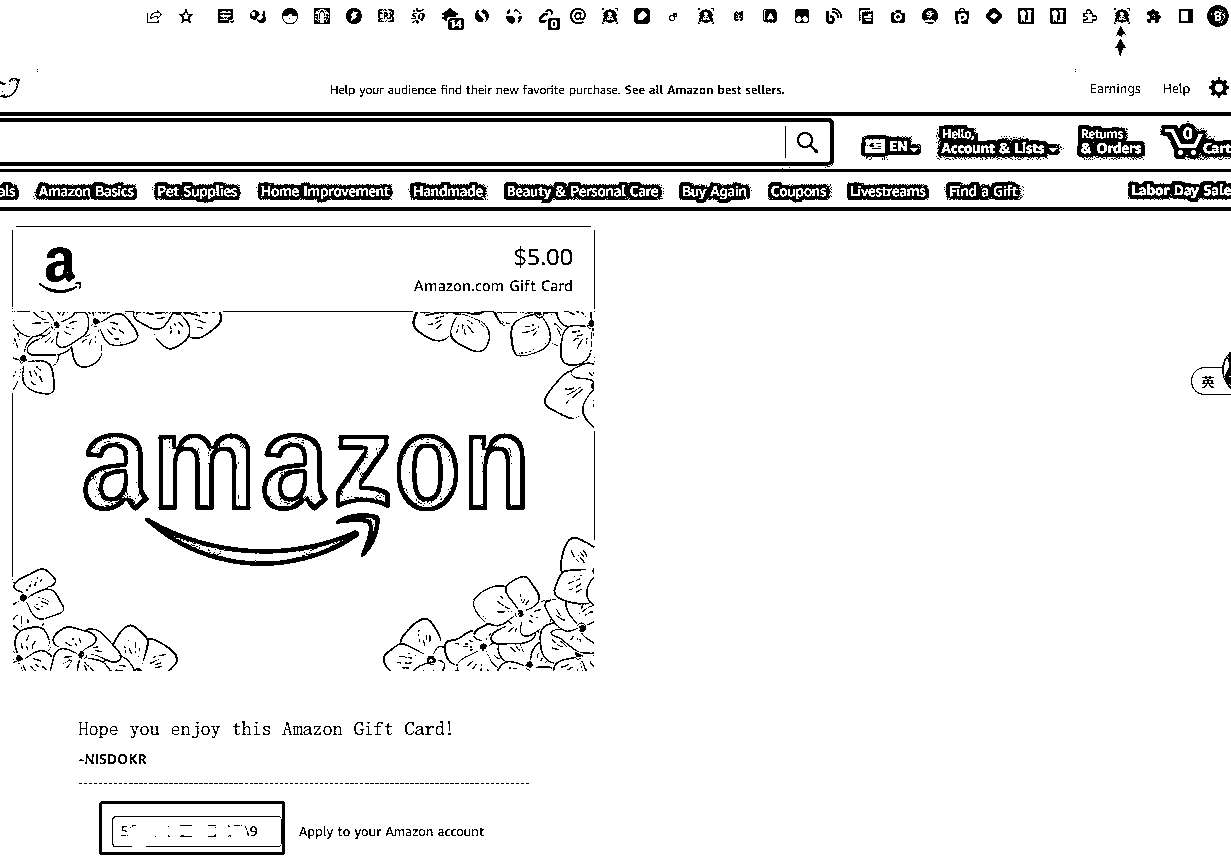 14
0
B
Help your audience find their new favorite purchase. See all Amazon best sellers.
Earnings
Help
EN
Hello,
Account & Lists
Returns
& Orders
0
Cart
als
Amazon Basics
Pet Supplies
Home Improvement
Handmade
Beauty & Personal Care
Buy Again
Coupons
Livestreams
Find a Gift
Labor Day Sale
a
$5.00
Amazon.com Gift Card
英
amazon
Hope you enjoy this Amazon Gift Card!
-NISDOKR
Apply to your Amazon account